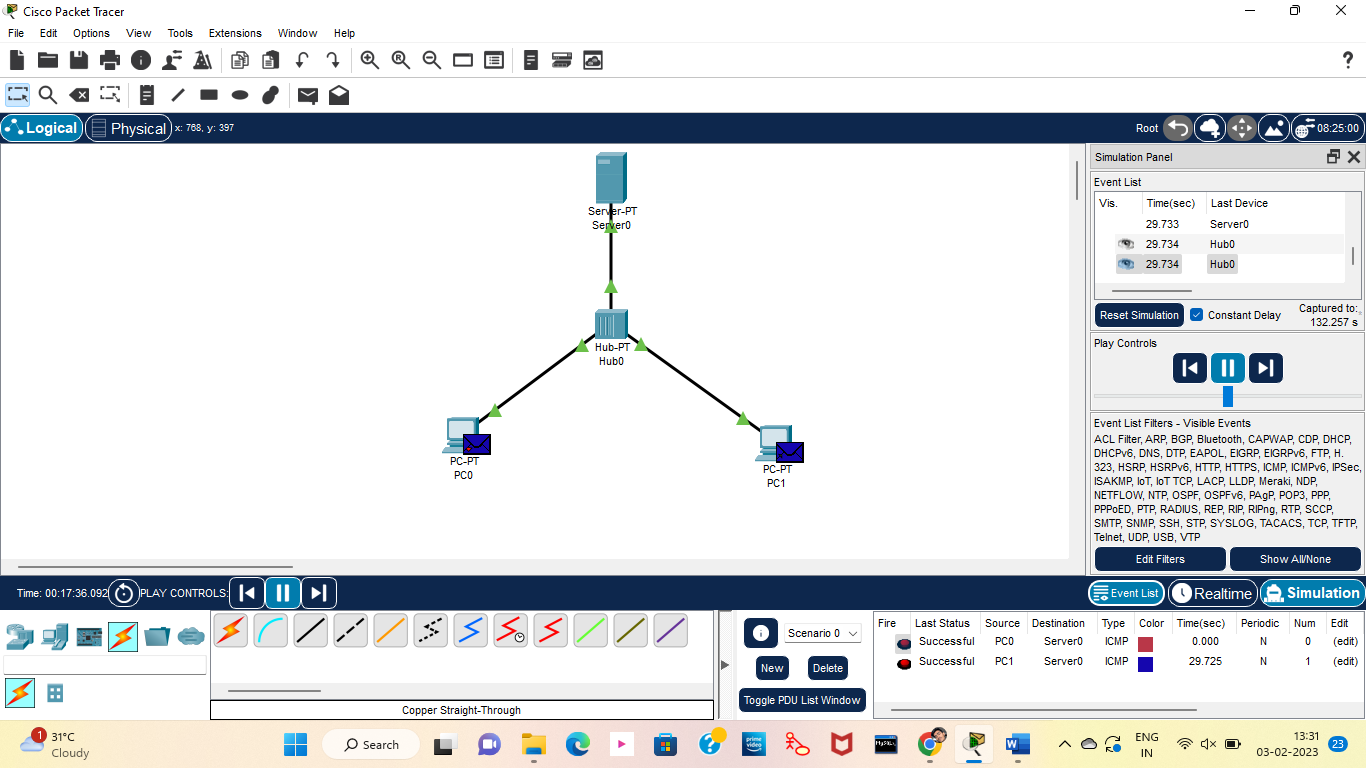 Cisco Packet Tracer
File Edit Options View Tools Extensions Window Help
Logical Physical x: 768, y: 397 Root 08:25:00
Server-PT
Server0
Hub-PT
Hub0
PC-PT
PC0
PC-PT
PC1
Simulation Panel
Event List
Vis. Time(sec) Last Device
29.733 Server0
29.734 Hub0
29.734 Hub0
Reset Simulation Constant Delay Captured to:
132.257 s
Play Controls
Event List Filters - Visible Events
ACL Filter, ARP, BGP, Bluetooth, CAPWAP, CDP, DHCP,
DHCPv6, DNS, DTP, EAPOL, EIGRP, EIGRPv6, FTP, H.
323, HSRP, HSRPv6, HTTP, HTTPS, ICMP, ICMPv6, IPSec,
ISAKMP, IoT, IoT TCP, LACP, LLDP, Meraki, NDP,
NETFLOW, NTP, OSPF, OSPFv6, PAgP, POP3, PPP,
PPPoED, PTP, RADIUS, REP, RIP, RIPng, RTP, SCCP,
SMTP, SNMP, SSH, STP, SYSLOG, TACACS, TCP, TFTP,
Telnet, UDP, USB, VTP
Edit Filters Show All/None
Time: 00:17:36.092 PLAY CONTROLS: Event List Realtime Simulation
Copper Straight-Through
Scenario 0
New Delete
Toggle PDU List Window
Fire Last Status Source Destination Type Color Time(sec) Periodic Num Edit
Successful PC0 Server0 ICMP 0.000 N 0 (edit)
Successful PC1 Server0 ICMP 29.725 N 1 (edit)
1
31°C
Cloudy
Search
prime video
MySQL
ENG
IN
13:31
03-02-2023
23